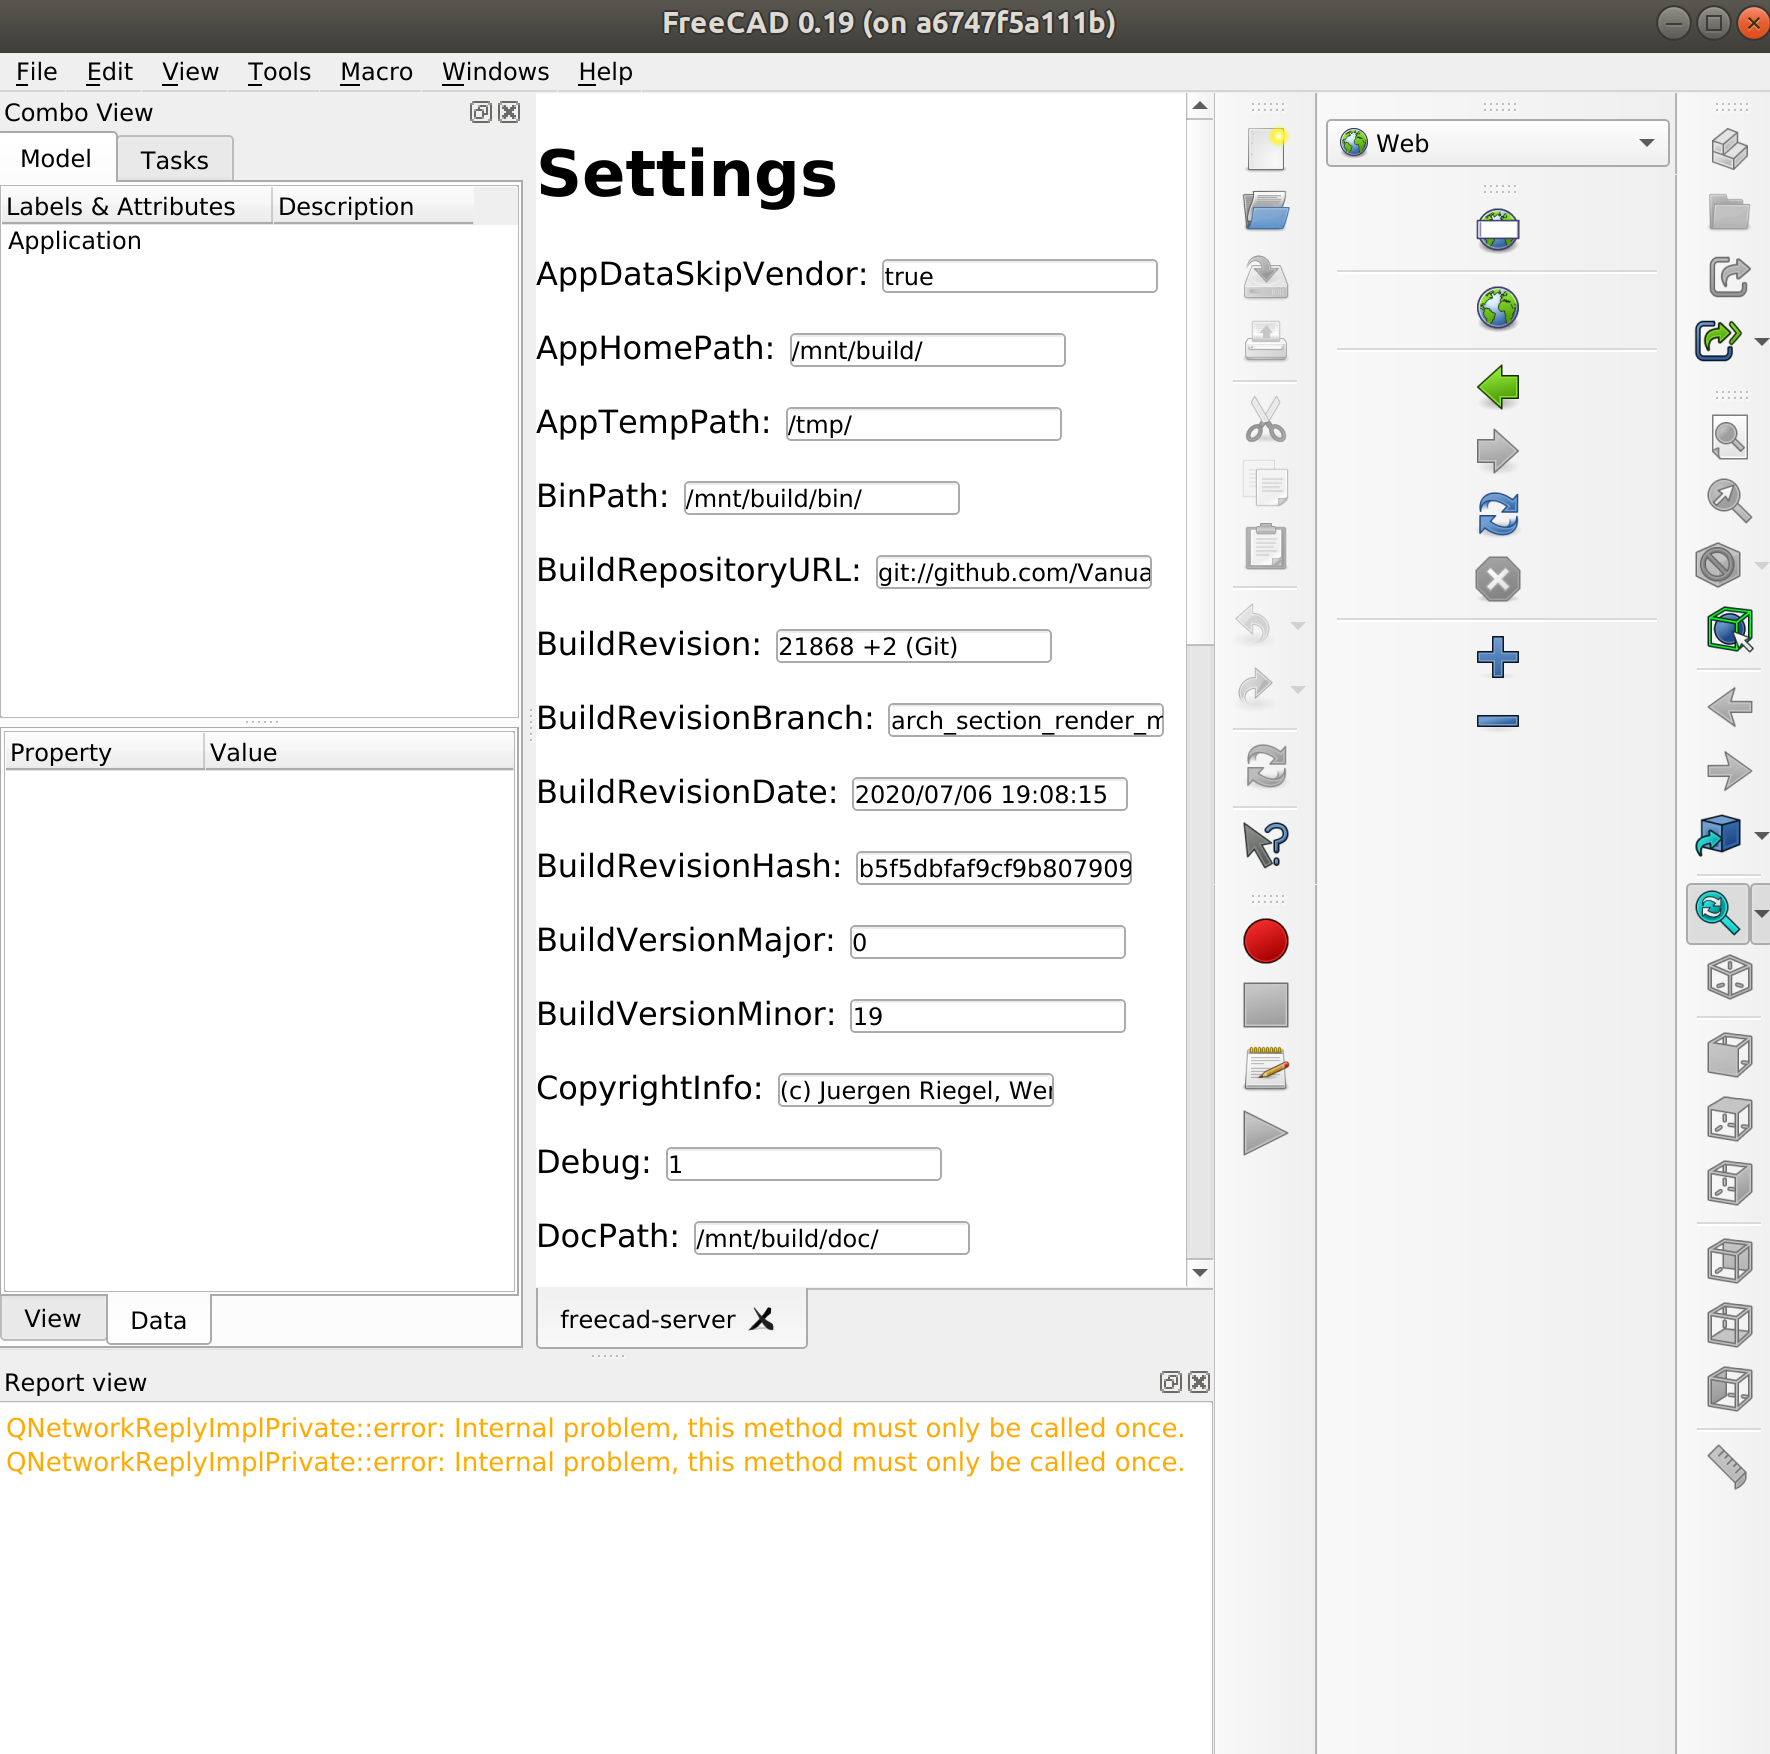 FreeCAD 0.19 (on a6747f5a111b)
File Edit View Tools Macro Windows Help
Combo View
Model Tasks
Labels & Attributes Description
Application
Property Value
View Data
Settings
AppDataSkipVendor: true
AppHomePath: /mnt/build/
AppTempPath: /tmp/
BinPath: /mnt/build/bin/
BuildRepositoryURL: git://github.com/Vanua
BuildRevision: 21868 +2 (Git)
BuildRevisionBranch: arch_section_render_m
BuildRevisionDate: 2020/07/06 19:08:15
BuildRevisionHash: b5f5dbfaf9cf9b807909
BuildVersionMajor: 0
BuildVersionMinor: 19
CopyrightInfo: (c) Juergen Riegel, Wer
Debug: 1
DocPath: /mnt/build/doc/
freecad-server
Web
Report view
QNetworkReplyImplPrivate::error: Internal problem, this method must only be called once.
QNetworkReplyImplPrivate::error: Internal problem, this method must only be called once.